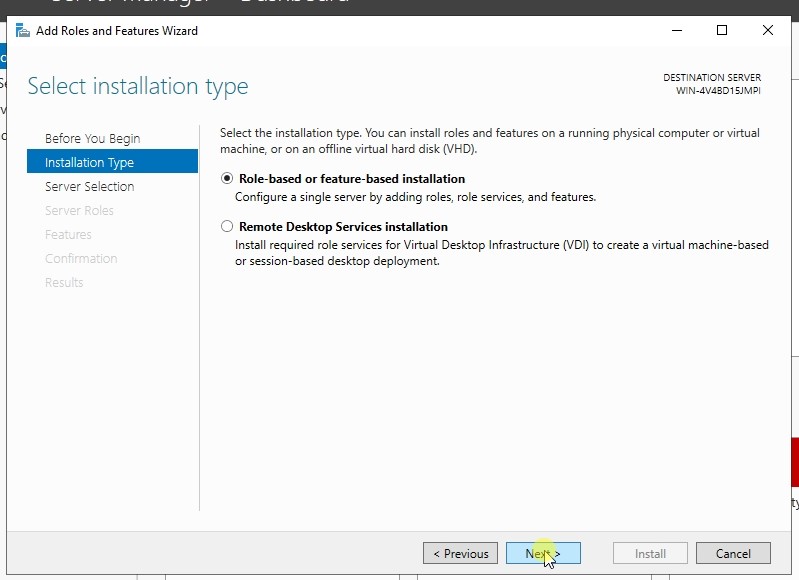 Server Manager Dashboard
Add Roles and Features Wizard
Select installation type
DESTINATION SERVER
WIN-4V4BD15JMPI
Before You Begin
Installation Type
Server Selection
Server Roles
Features
Confirmation
Results
Select the installation type. You can install roles and features on a running physical computer or virtual
machine, or on an offline virtual hard disk (VHD).
Role-based or feature-based installation
Configure a single server by adding roles, role services, and features.
Remote Desktop Services installation
Install required role services for Virtual Desktop Infrastructure (VDI) to create a virtual machine-based
or session-based desktop deployment.
< Previous
Next >
Install
Cancel